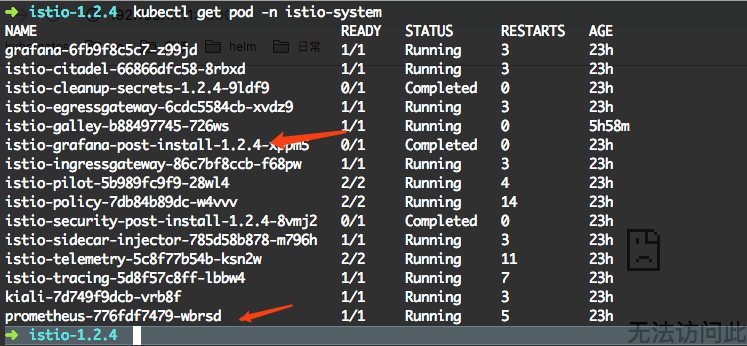 ➜ istio-1.2.4 kubectl get pod -n istio-system
NAME READY STATUS RESTARTS AGE
grafana-6fb9f8c5c7-z99jd 1/1 Running 3 23h
istio-citadel-66866dfc58-8rbxd 1/1 Running 3 23h
istio-cleanup-secrets-1.2.4-9ldf9 0/1 Completed 0 23h
istio-egressgateway-6cdc5584cb-xvdz9 1/1 Running 3 23h
istio-galley-b88497745-726ws 1/1 Running 0 5h58m
istio-grafana-post-install-1.2.4-xppm5 0/1 Completed 0 23h
istio-ingressgateway-86c7bf8ccb-f68pw 1/1 Running 3 23h
istio-pilot-5b989fc9f9-28wl4 2/2 Running 4 23h
istio-policy-7db84b89dc-w4vvv 2/2 Running 14 23h
istio-security-post-install-1.2.4-8vmj2 0/1 Completed 0 23h
istio-sidecar-injector-785d58b878-m796h 1/1 Running 3 23h
istio-telemetry-5c8f77b54b-ksn2w 2/2 Running 11 23h
istio-tracing-5d8f57c8ff-lbbw4 1/1 Running 7 23h
kiali-7d749f9dcb-vrb8f 1/1 Running 3 23h
prometheus-776fdf7479-wbrsd 1/1 Running 5 23h
➜ istio-1.2.4
helm
日常
无法访问此